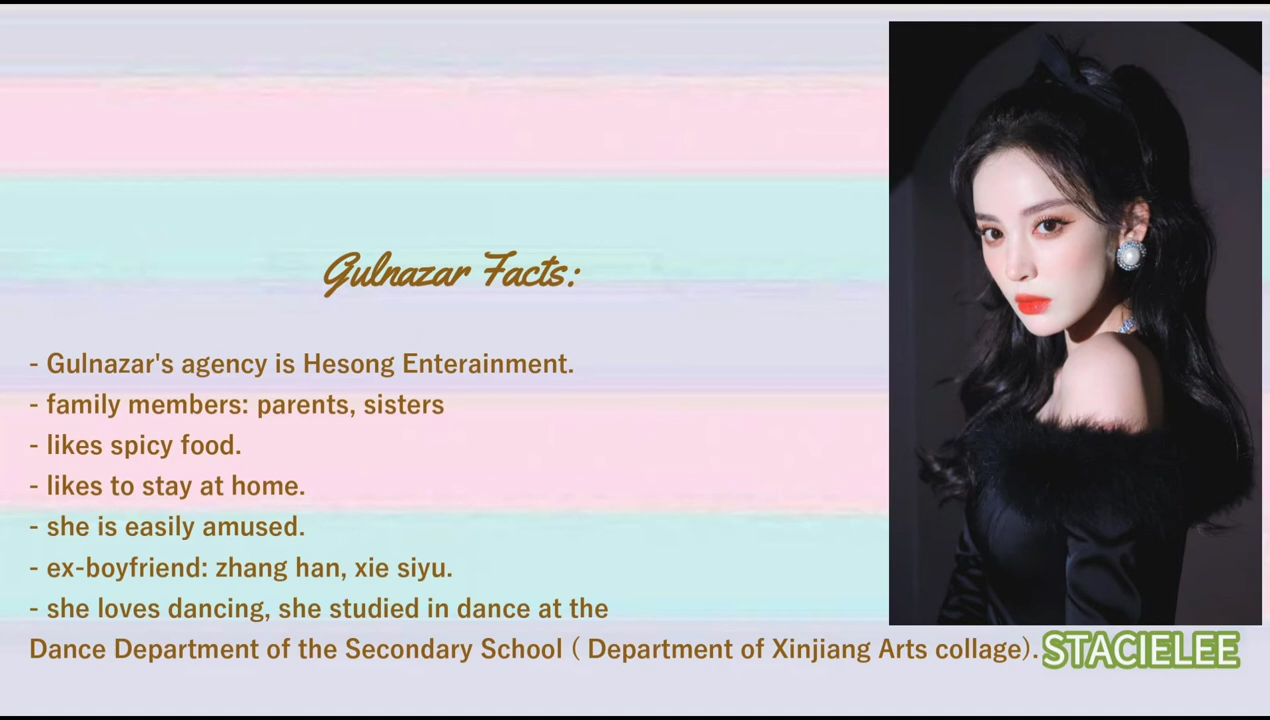 Gulnazar Facts:
- Gulnazar's agency is Hesong Enterainment.
- family members: parents, sisters
- likes spicy food.
- likes to stay at home.
- she is easily amused.
- ex-boyfriend: zhang han, xie siyu.
- she loves dancing, she studied in dance at the
Dance Department of the Secondary School ( Department of Xinjiang Arts collage).
STACIELEE